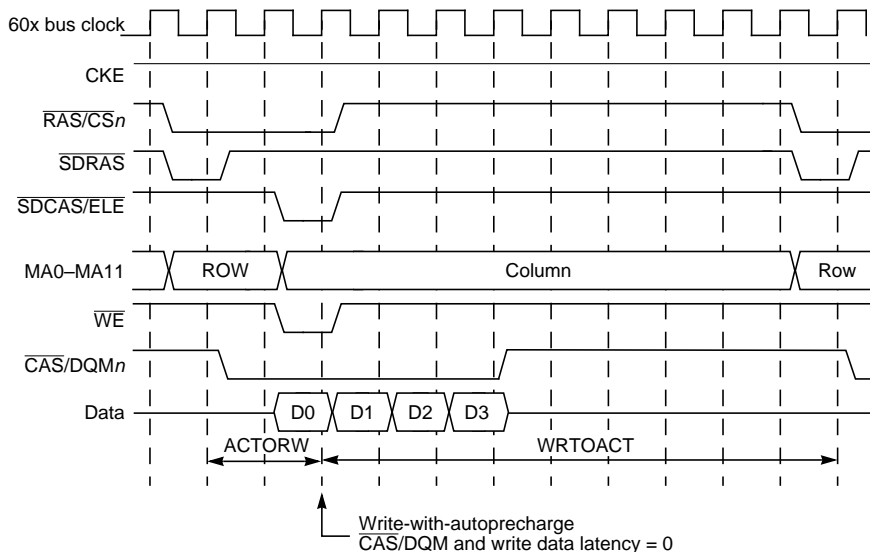 60x bus clock
CKE
RAS/CSn
SDRAS
SDCAS/ELE
MA0–MA11 ROW Column Row
WE
CAS/DQMn
Data D0 D1 D2 D3
ACTORW WRTOACT
Write-with-autoprecharge
CAS/DQM and write data latency = 0